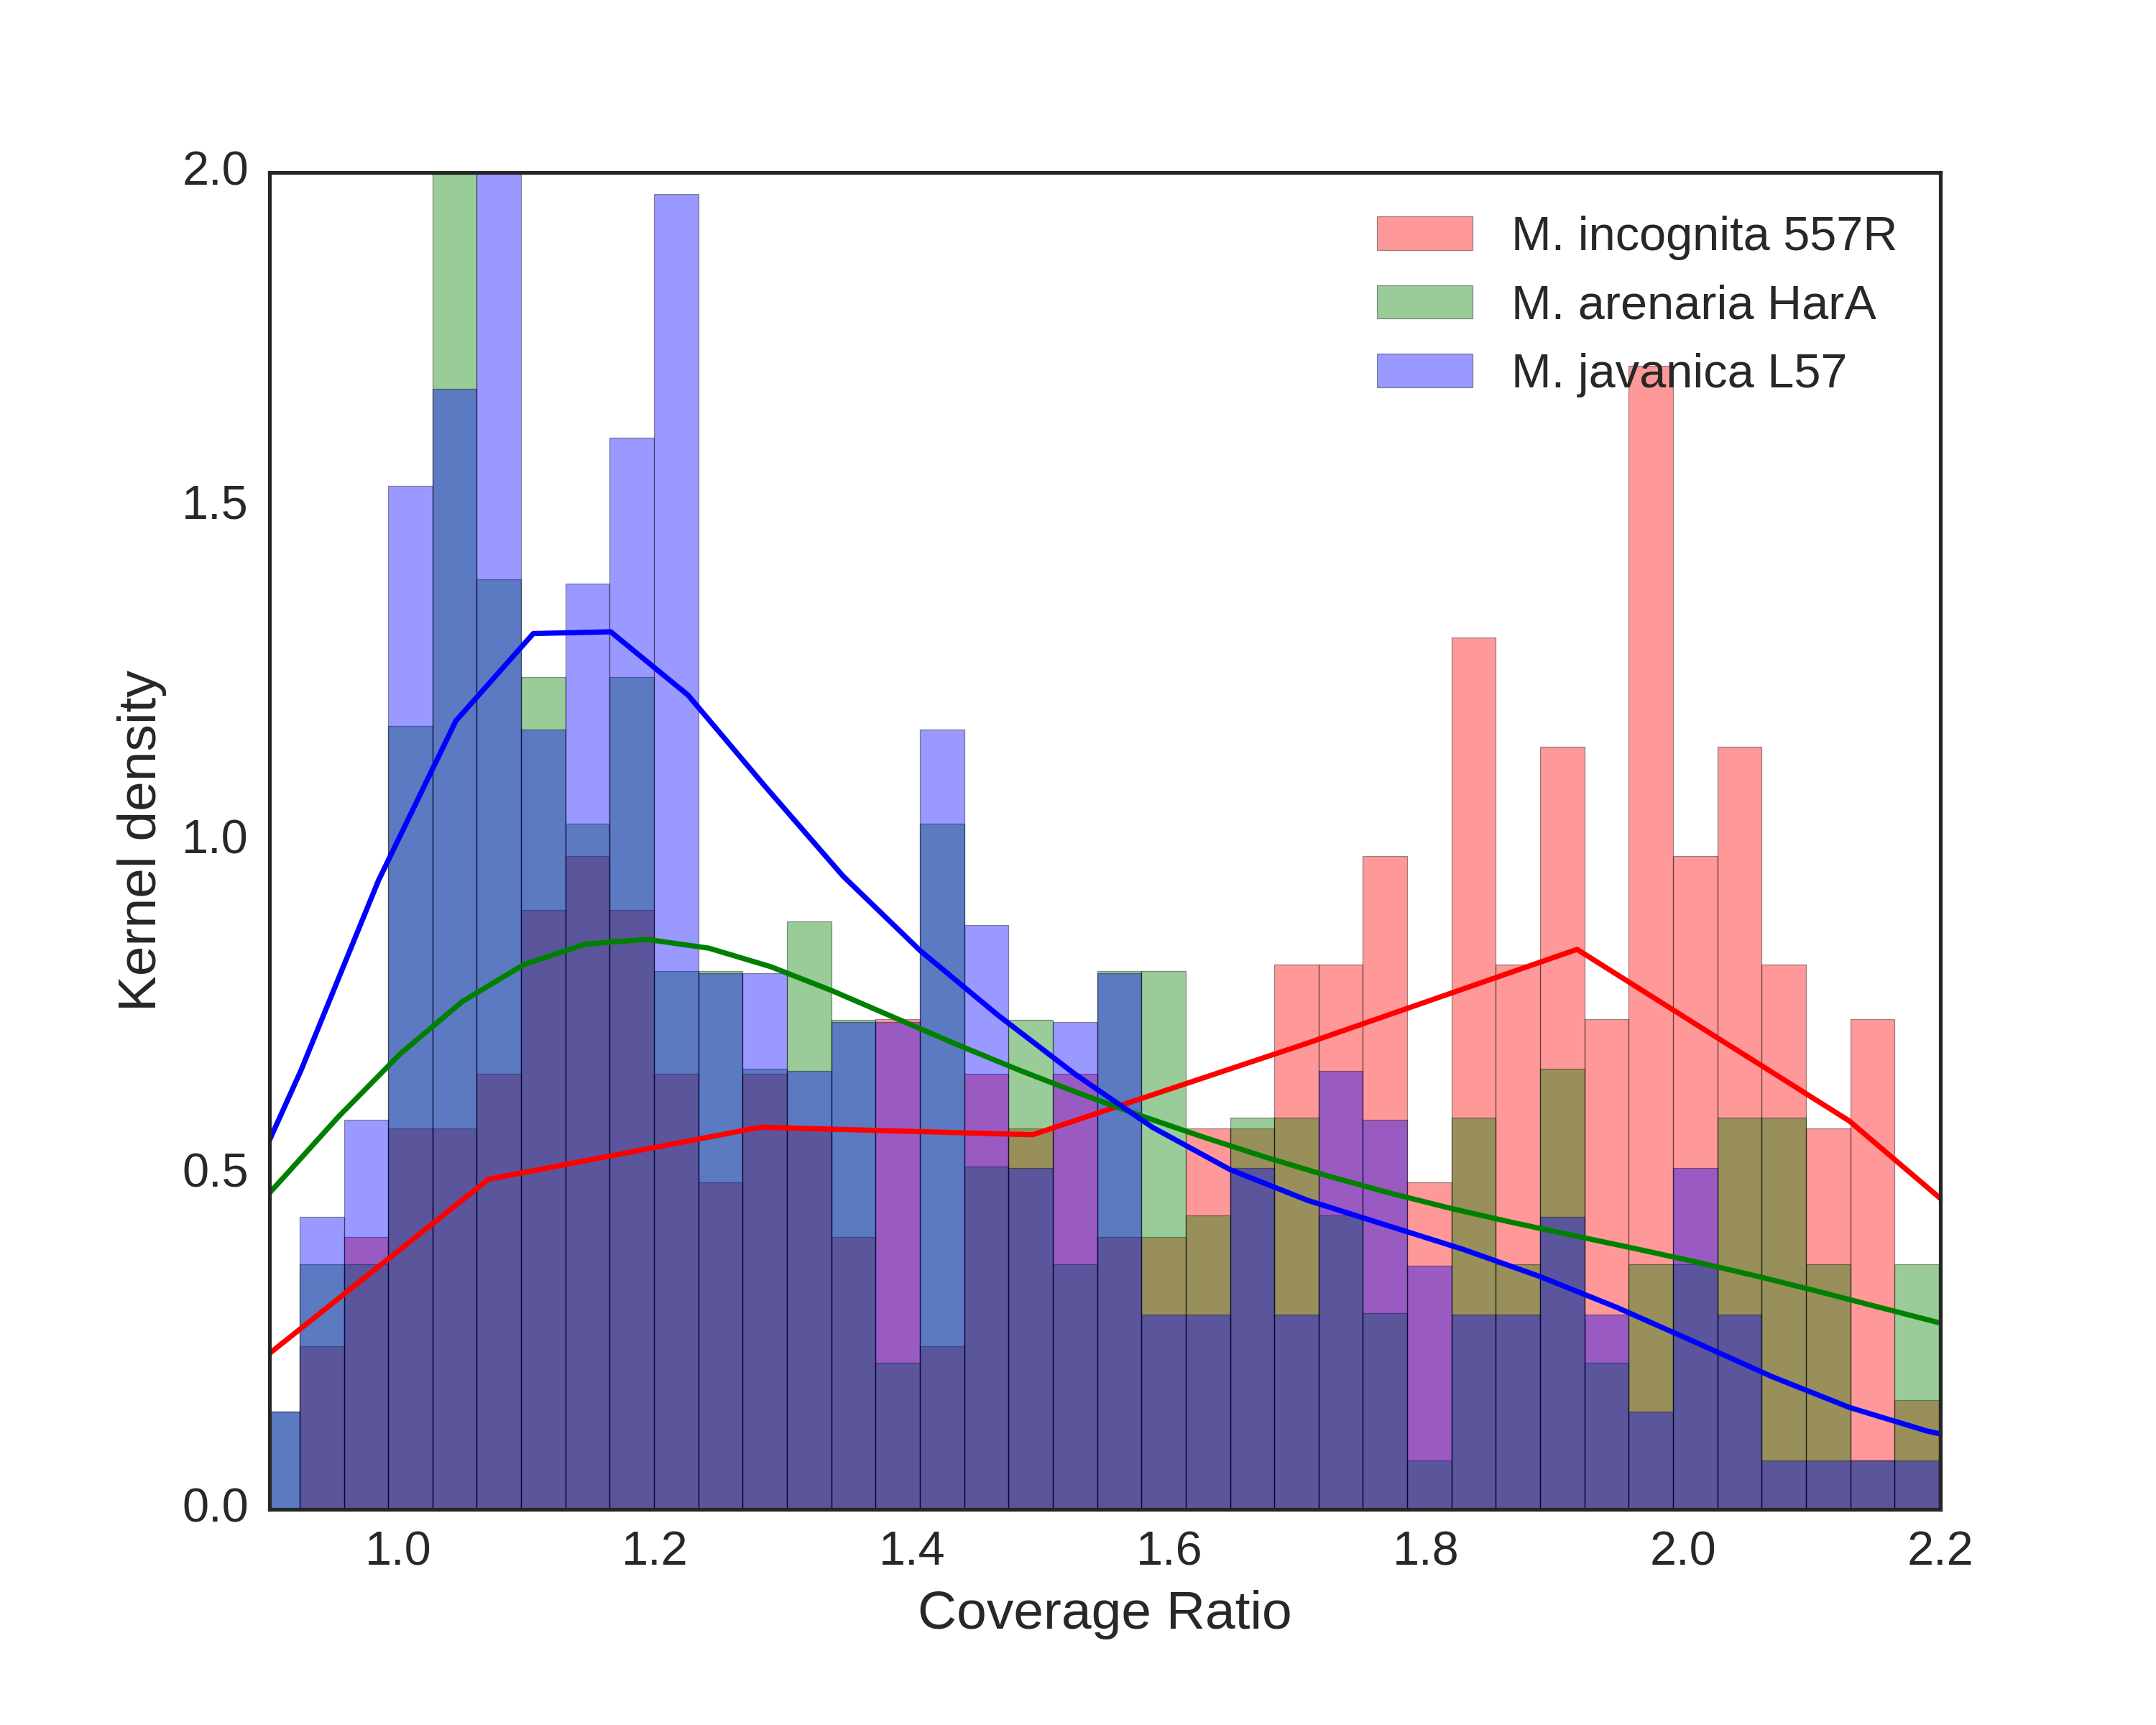 2.0
1.5
1.0
0.5
0.0
Kernel density
M. incognita 557R
M. arenaria HarA
M. javanica L57
1.0 1.2 1.4 1.6 1.8 2.0 2.2
Coverage Ratio